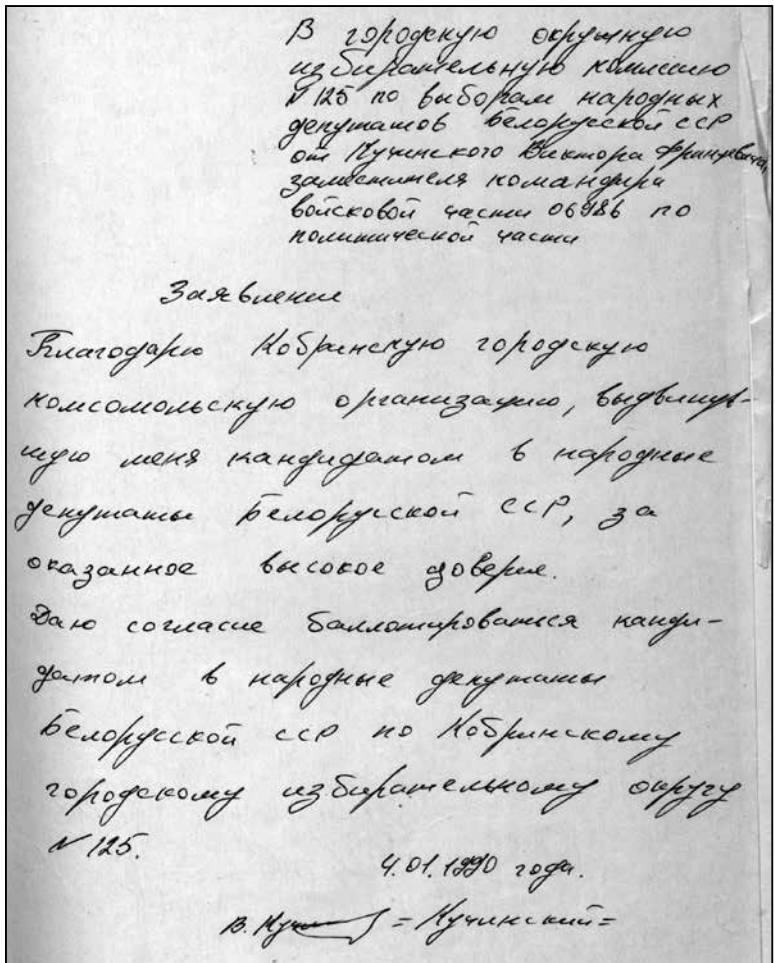 В городскую окружную
избирательную комиссию
N 125 по выборам народных
депутатов Белорусской ССР
от Кучинского Виктора Францевича,
заместителя командира
войсковой части 06986 по
политической части
Заявление
Благодарю Кобринскую городскую
комсомольскую организацию, выдвинув-
шую меня кандидатом в народные
депутаты Белорусской ССР, за
оказанное высокое доверие.
Даю согласие баллотироваться канди-
датом в народные депутаты
Белорусской ССР по Кобринскому
городскому избирательному округу
N 125.
4.01.1990 года.
В. Кучин = Кучинский =